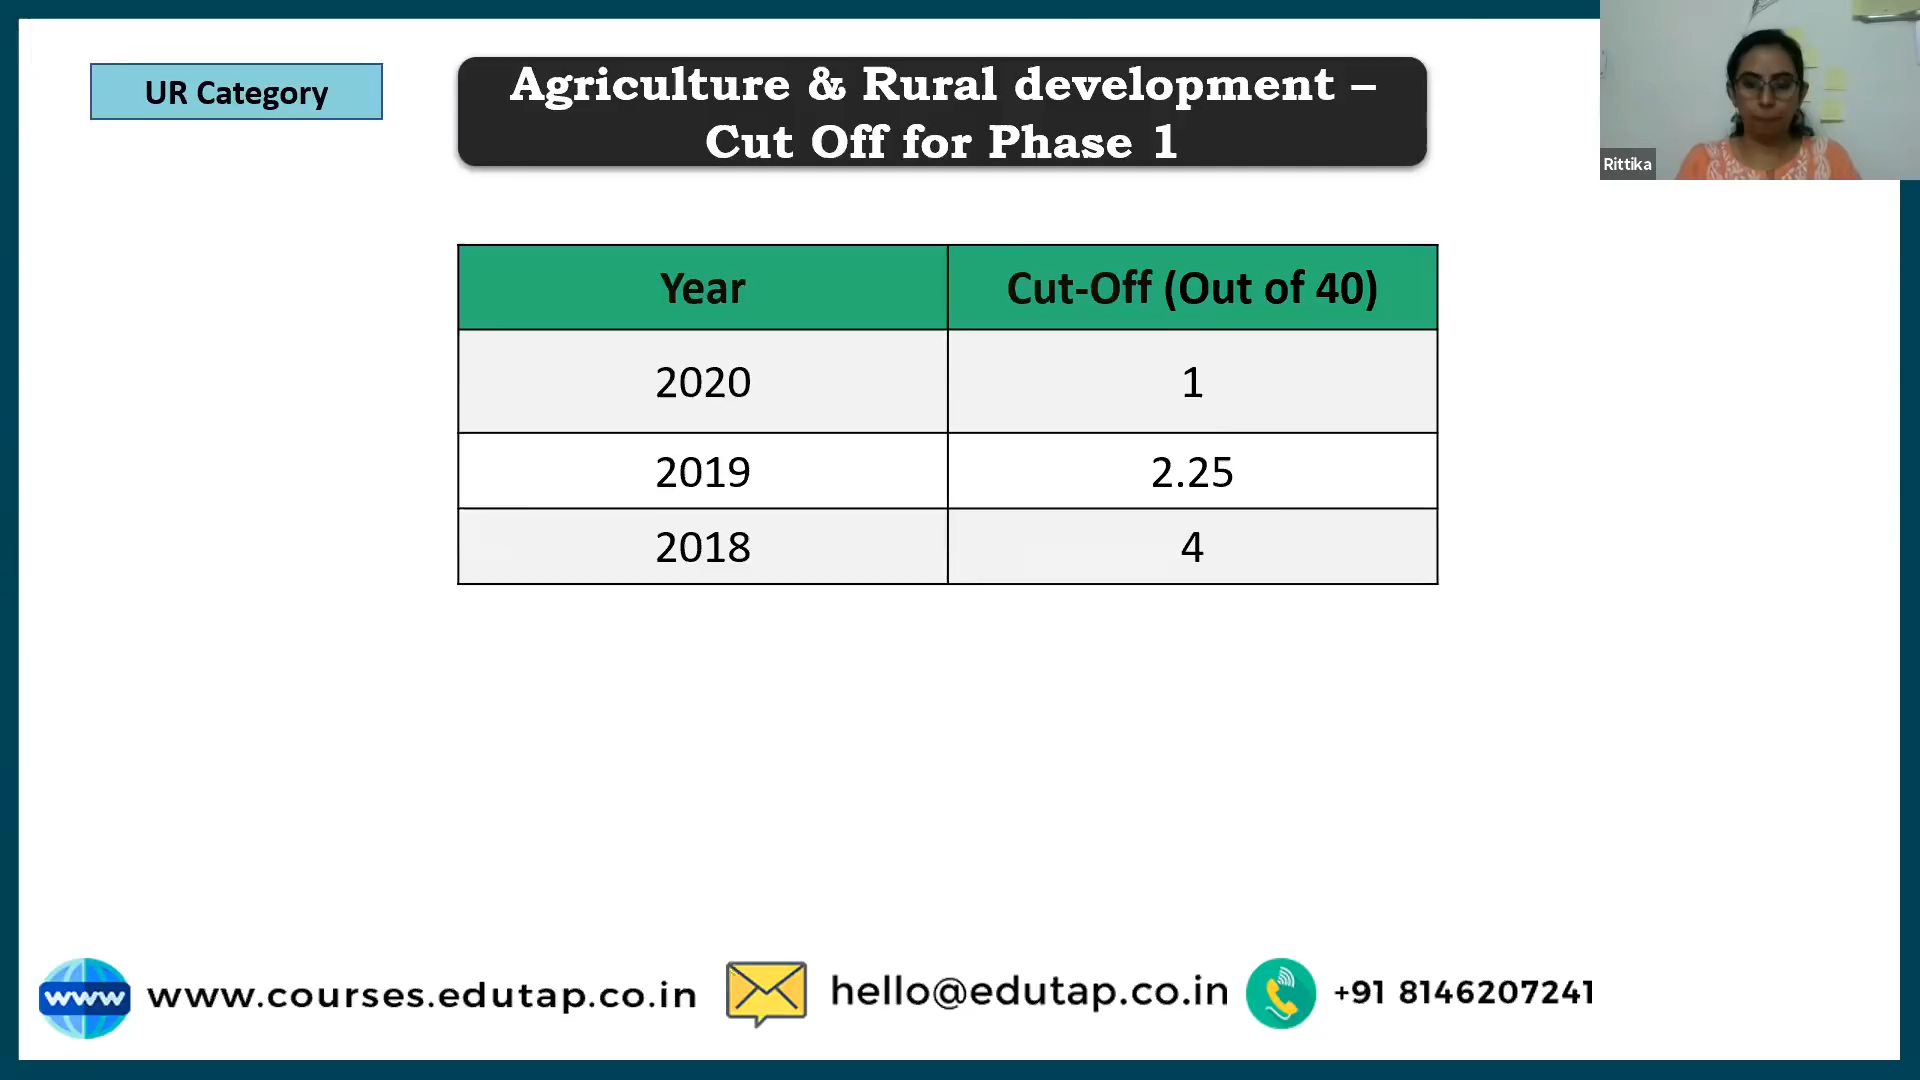 UR Category
Agriculture & Rural development –
Cut Off for Phase 1
Rittika
Year Cut-Off (Out of 40)
2020 1
2019 2.25
2018 4
www www.courses.edutap.co.in hello@edutap.co.in +91 8146207241